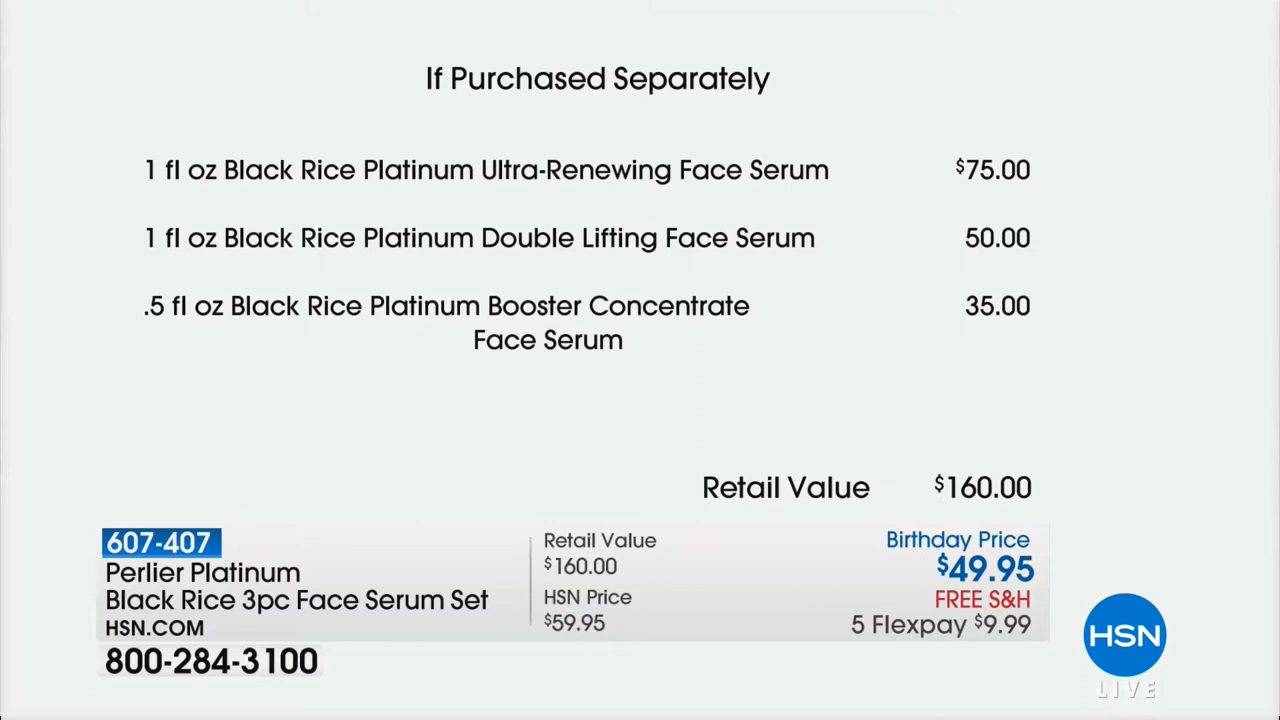 If Purchased Separately
1 fl oz Black Rice Platinum Ultra-Renewing Face Serum $75.00
1 fl oz Black Rice Platinum Double Lifting Face Serum 50.00
.5 fl oz Black Rice Platinum Booster Concentrate 35.00
Face Serum
Retail Value $160.00
607-407
Perlier Platinum
Black Rice 3pc Face Serum Set
HSN.COM
800-284-3100
Retail Value
$160.00
HSN Price
$59.95
Birthday Price
$49.95
FREE S&H
5 Flexpay $9.99
HSN
LIVE